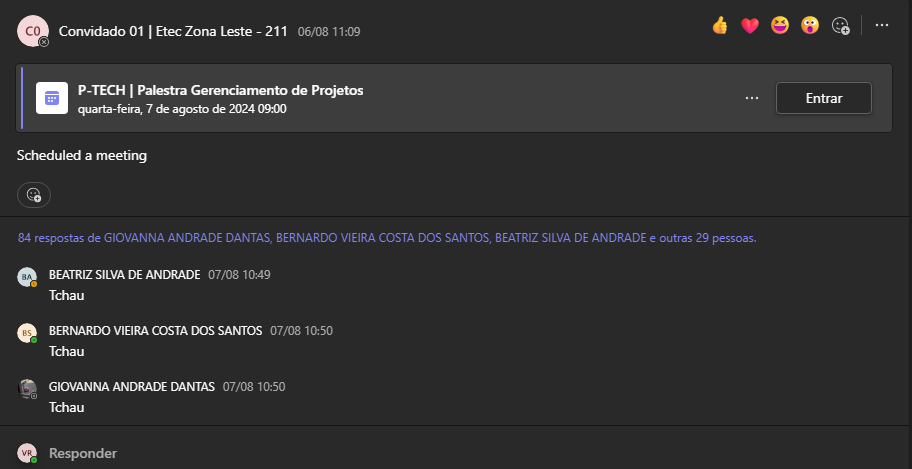 C0 Convidado 01 | Etec Zona Leste - 211 06/08 11:09
P-TECH | Palestra Gerenciamento de Projetos
quarta-feira, 7 de agosto de 2024 09:00
Entrar
Scheduled a meeting
84 respostas de GIOVANNA ANDRADE DANTAS, BERNARDO VIEIRA COSTA DOS SANTOS, BEATRIZ SILVA DE ANDRADE e outras 29 pessoas.
BA BEATRIZ SILVA DE ANDRADE 07/08 10:49
Tchau
BS BERNARDO VIEIRA COSTA DOS SANTOS 07/08 10:50
Tchau
GIOVANNA ANDRADE DANTAS 07/08 10:50
Tchau
VR Responder